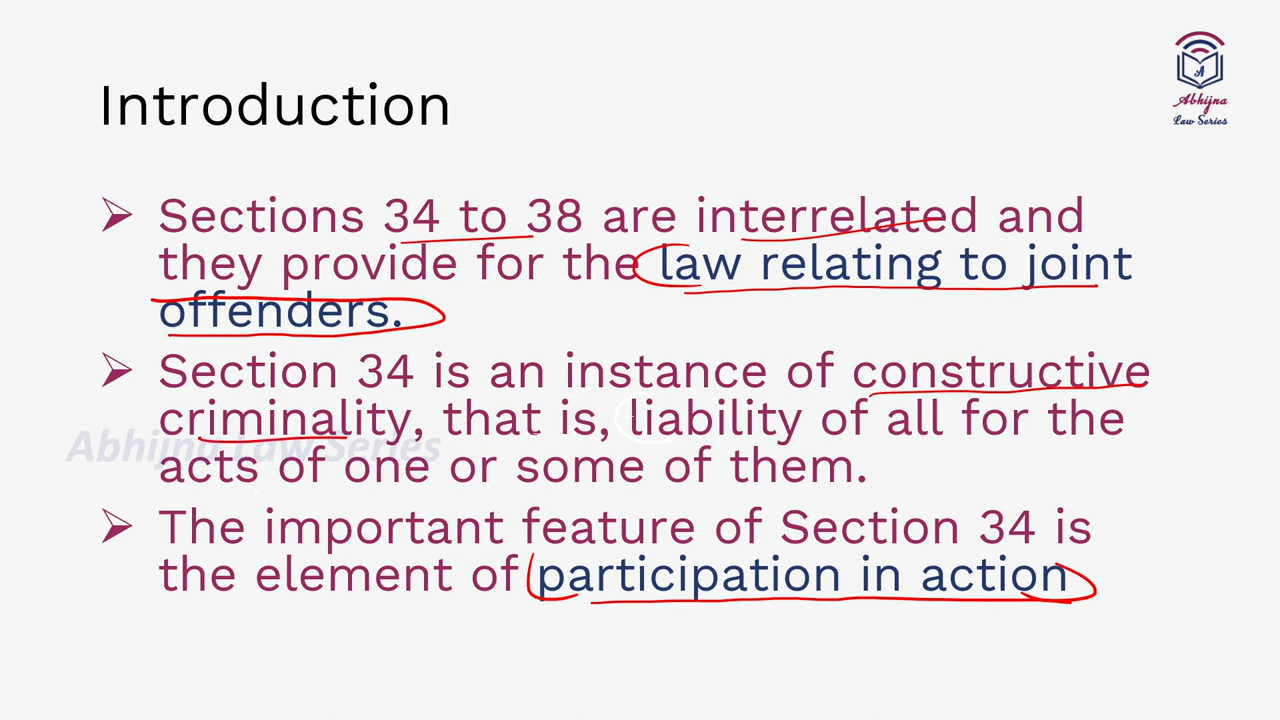 Abhijna
Law Series
Introduction
Sections 34 to 38 are interrelated and
they provide for the law relating to joint
offenders.
Section 34 is an instance of constructive
criminality, that is, liability of all for the
acts of one or some of them.
Abhijna Law Series
The important feature of Section 34 is
the element of participation in action